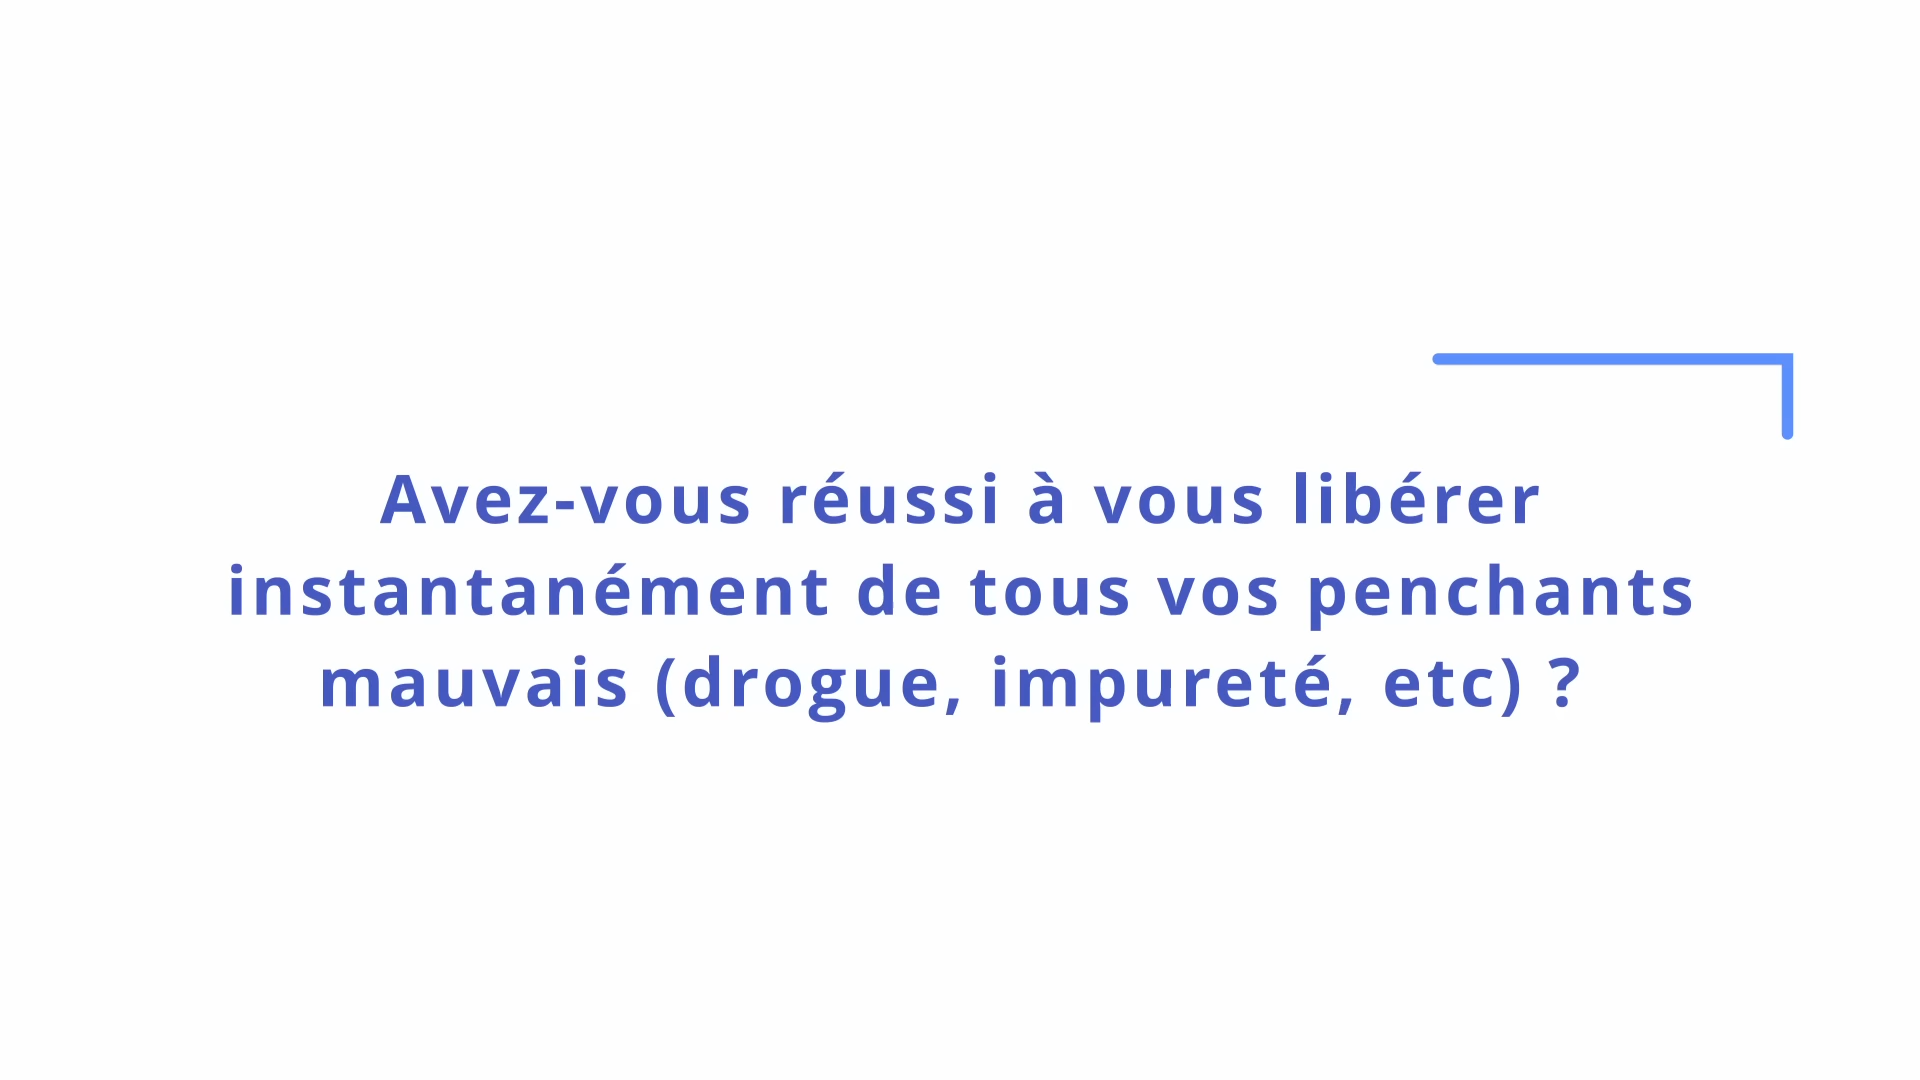 Avez-vous réussi à vous libérer
instantanément de tous vos penchants
mauvais (drogue, impureté, etc) ?